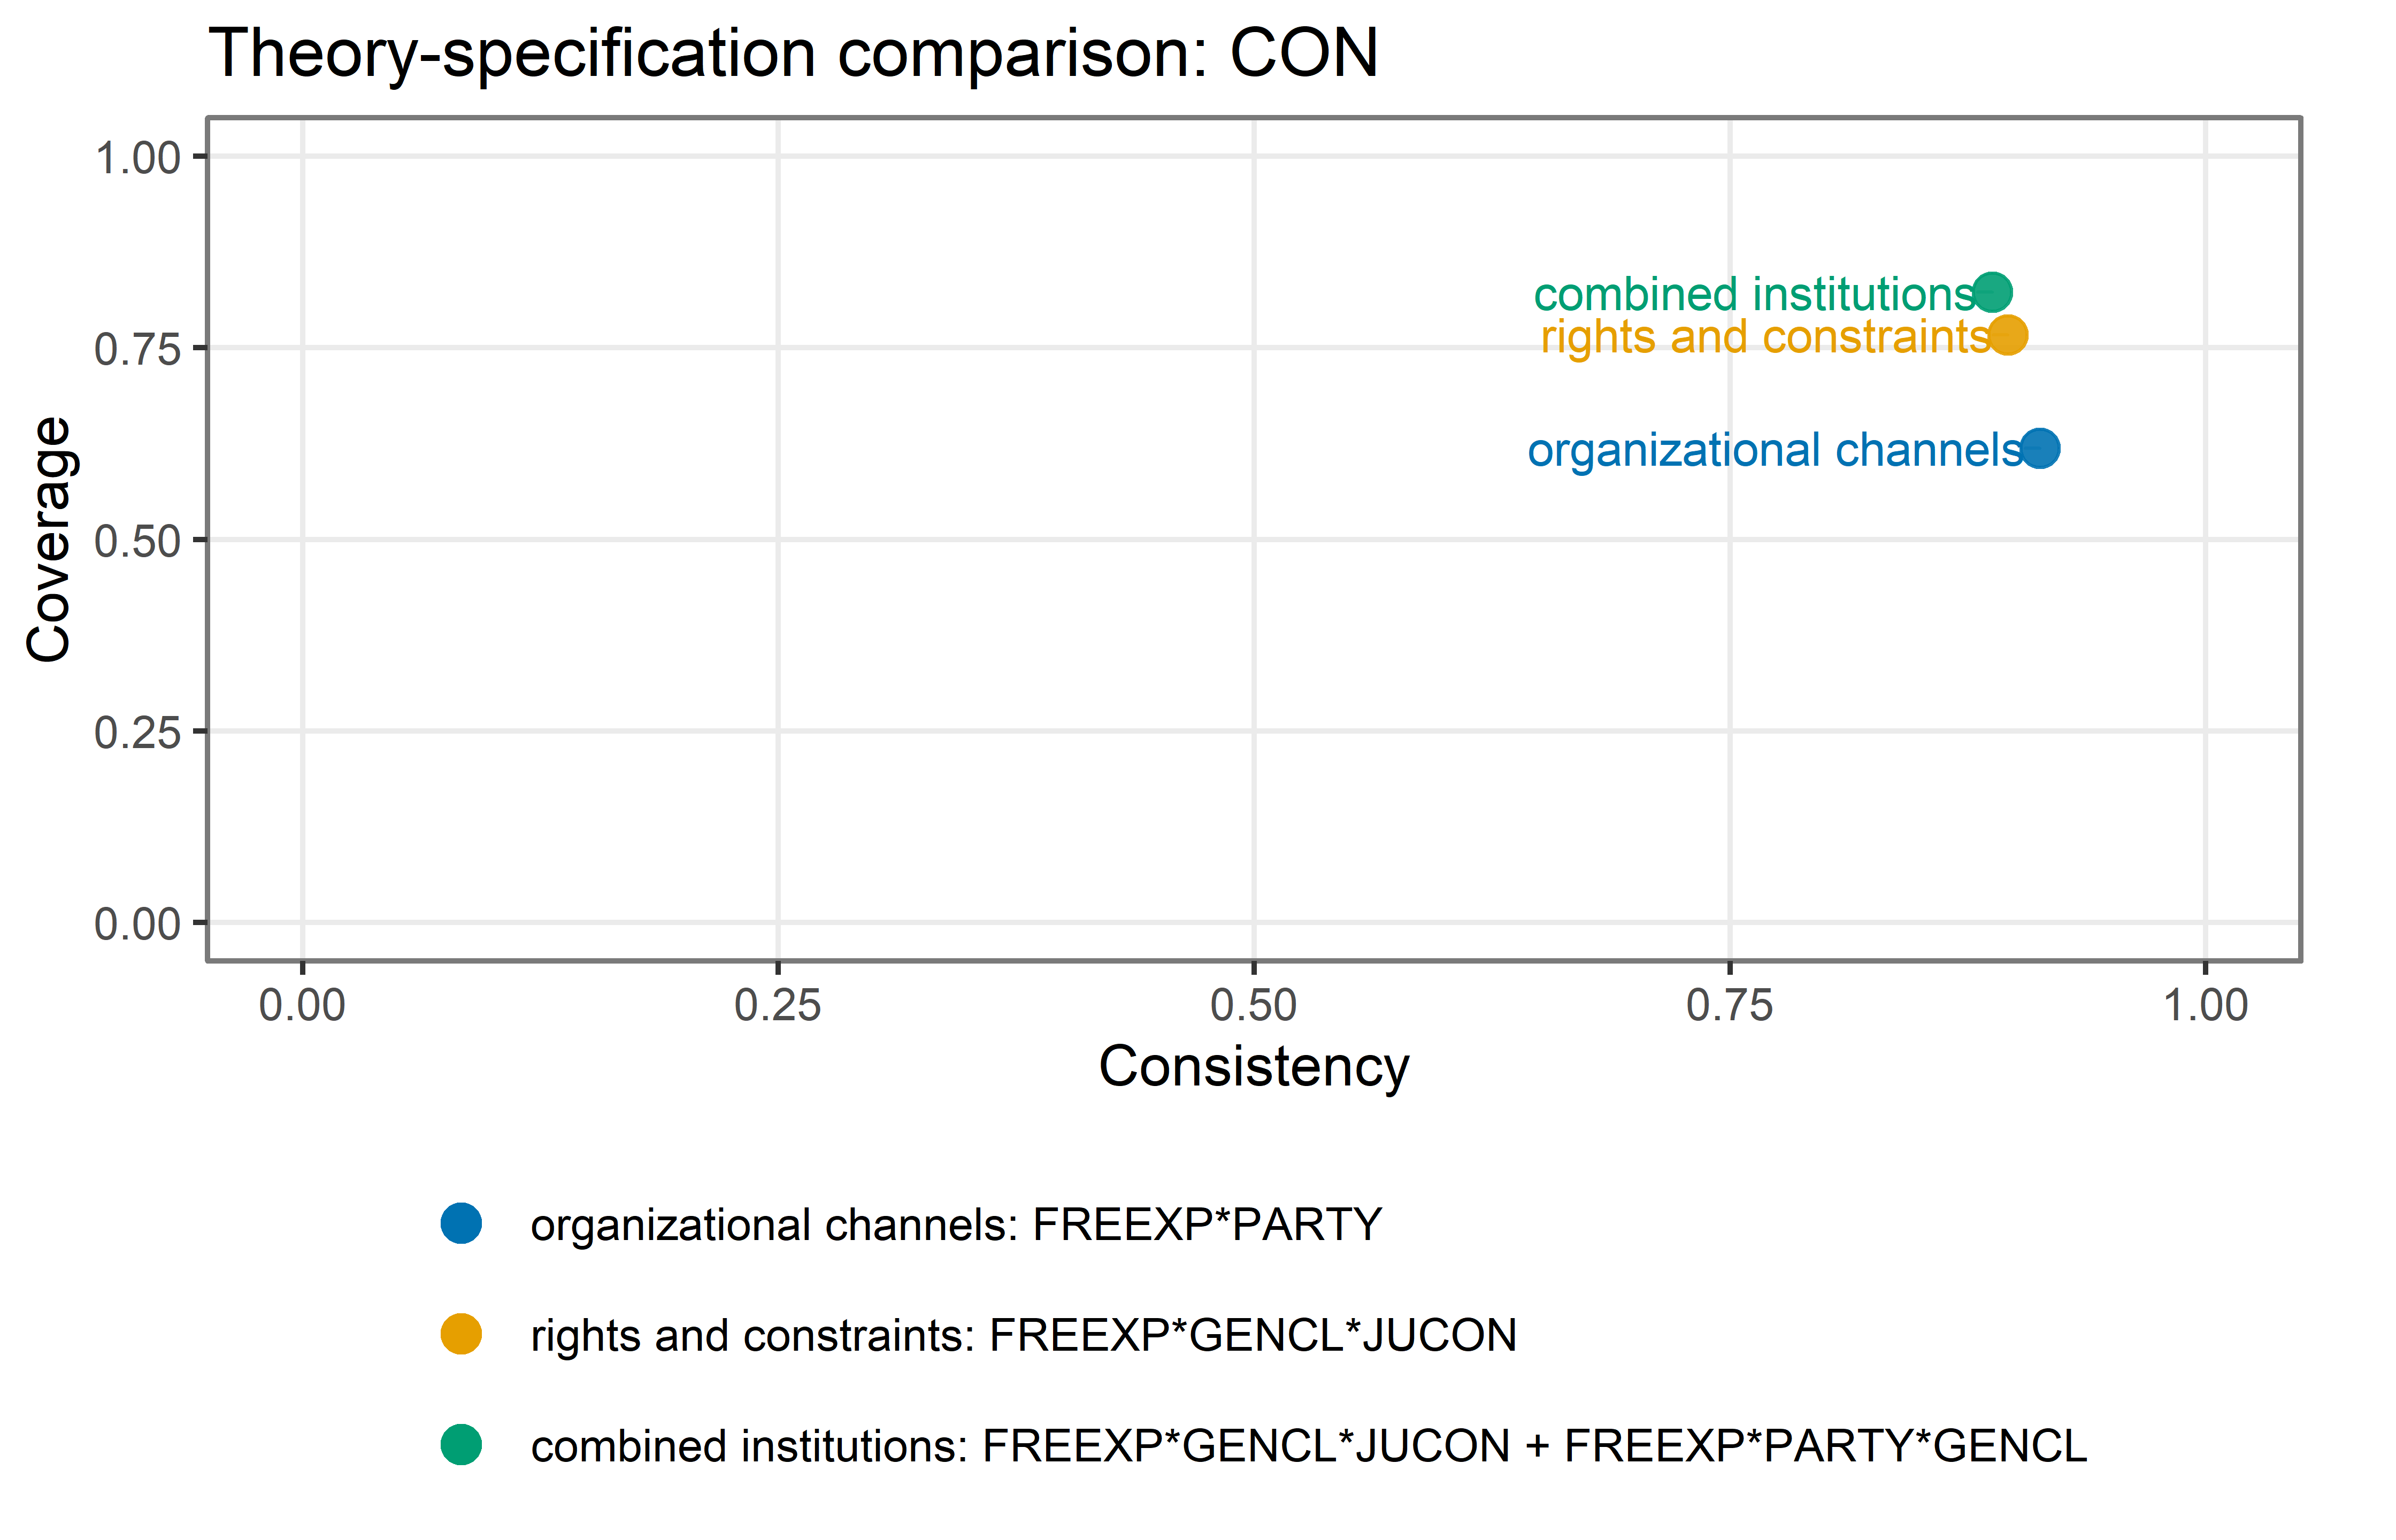 Theory-specification comparison: CON
1.00
0.75
0.50
0.25
0.00
Coverage
combined institutions
rights and constraints
organizational channels
0.00 0.25 0.50 0.75 1.00
Consistency
organizational channels: FREEXP*PARTY
rights and constraints: FREEXP*GENCL*JUCON
combined institutions: FREEXP*GENCL*JUCON + FREEXP*PARTY*GENCL